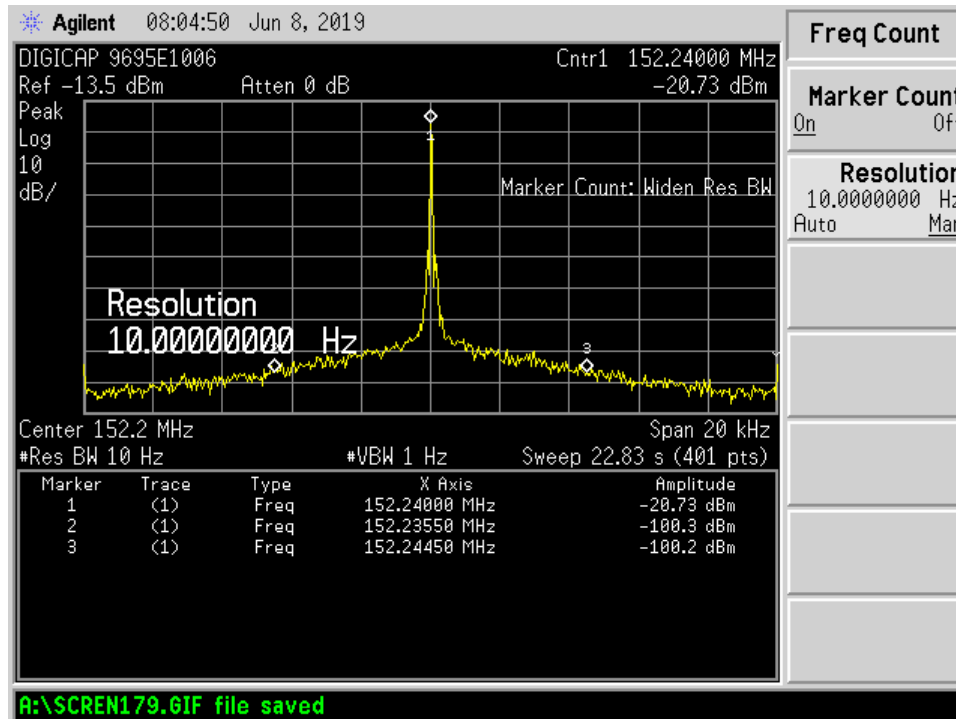 Agilent 08:04:50 Jun 8, 2019
DIGICAP 9695E1006 Cntr1 152.24000 MHz
Ref -13.5 dBm Atten 0 dB -20.73 dBm
Peak
Log
10
dB/
1
Marker Count: Widen Res BW
Resolution
10.00000000 Hz
3
Center 152.2 MHz Span 20 kHz
#Res BW 10 Hz #VBW 1 Hz Sweep 22.83 s (401 pts)
Marker Trace Type X Axis Amplitude
1 (1) Freq 152.24000 MHz -20.73 dBm
2 (1) Freq 152.23550 MHz -100.3 dBm
3 (1) Freq 152.24450 MHz -100.2 dBm
A:\SCREN179.GIF file saved
Freq Count
Marker Count
On Of
Resolution
10.0000000 Hz
Auto Man